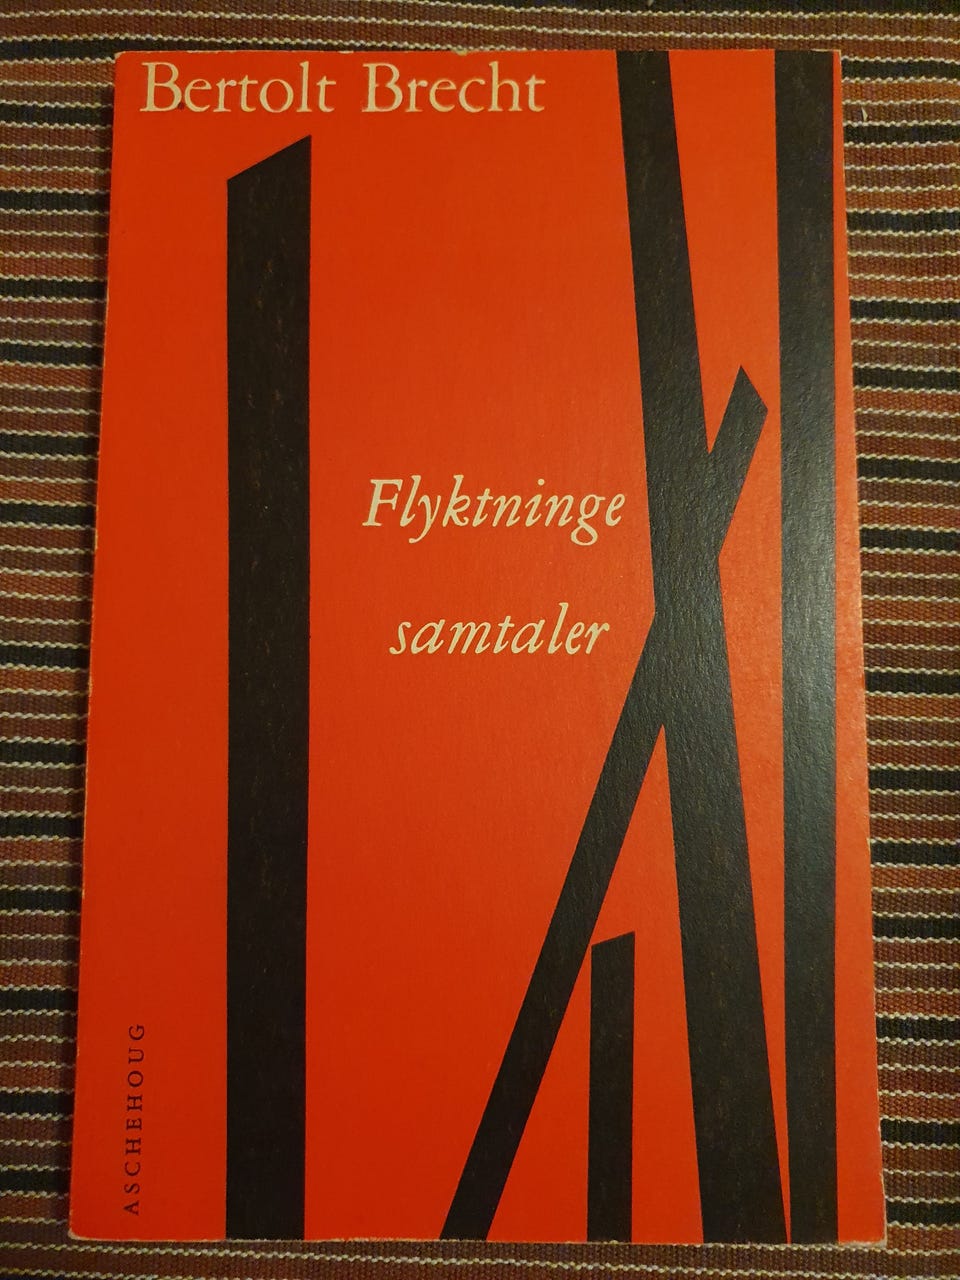 Bertolt Brecht
Flyktninge
samtaler
ASCHEHOUG